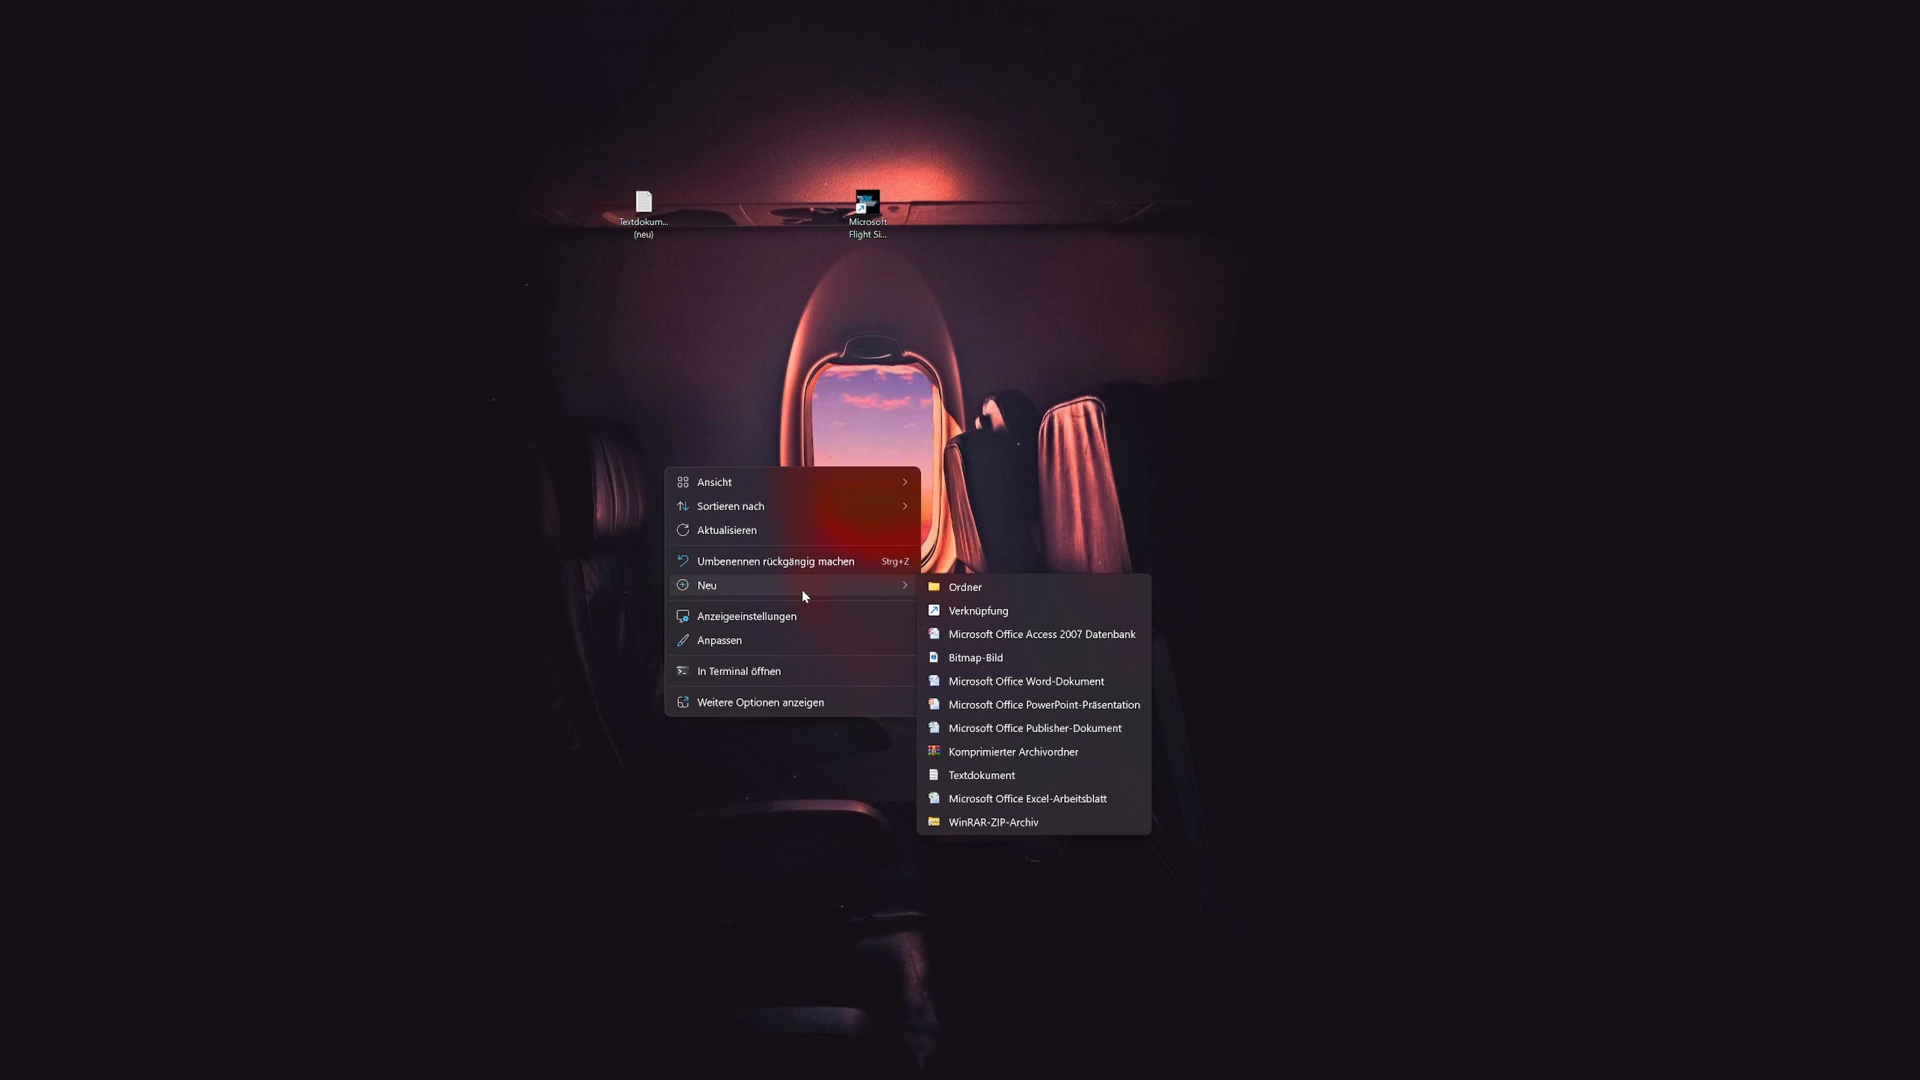 Textdokum...
(neu)
Microsoft
Flight Si...
Ansicht
Sortieren nach
Aktualisieren
Umbenennen rückgängig machen Strg+Z
Neu
Anzeigeeinstellungen
Anpassen
In Terminal öffnen
Weitere Optionen anzeigen
Ordner
Verknüpfung
Microsoft Office Access 2007 Datenbank
Bitmap-Bild
Microsoft Office Word-Dokument
Microsoft Office PowerPoint-Präsentation
Microsoft Office Publisher-Dokument
Komprimierter Archivordner
Textdokument
Microsoft Office Excel-Arbeitsblatt
WinRAR-ZIP-Archiv